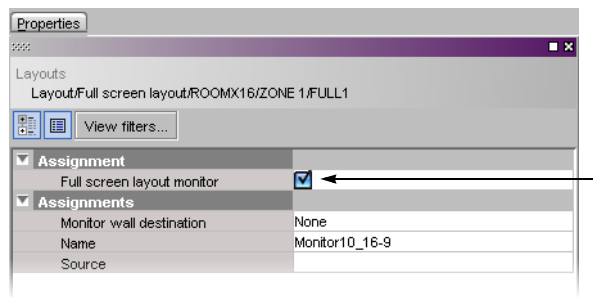 Properties
Layouts
Layout/Full screen layout/ROOMX16/ZONE 1/FULL1
View filters...
Assignment
Full screen layout monitor
Assignments
Monitor wall destination None
Name Monitor10_16-9
Source